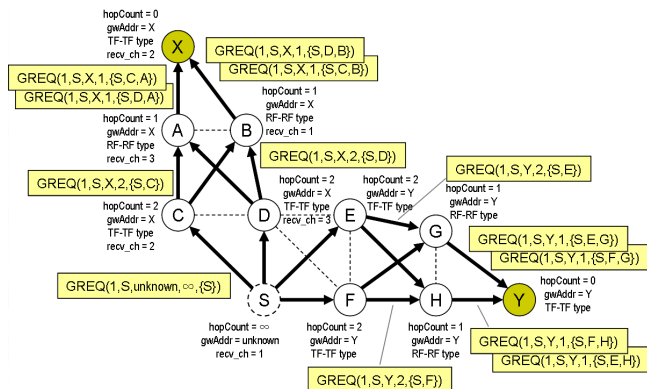 hopCount = 0
gwAddr = X
TF-TF type
recv_ch = 2
X
GREQ(1,S,X,1,{S,D,B})
GREQ(1,S,X,1,{S,C,B})
GREQ(1,S,X,1,{S,C,A})
GREQ(1,S,X,1,{S,D,A})
hopCount = 1
gwAddr = X
RF-RF type
recv_ch = 3
A
B
hopCount = 1
gwAddr = X
RF-RF type
recv_ch = 1
GREQ(1,S,X,2,{S,D})
GREQ(1,S,X,2,{S,C})
GREQ(1,S,Y,2,{S,E})
hopCount = 2
gwAddr = X
TF-TF type
recv_ch = 2
C
D
hopCount = 2
gwAddr = X
TF-TF type
recv_ch = 3
E
hopCount = 2
gwAddr = Y
TF-TF type
hopCount = 1
gwAddr = Y
RF-RF type
G
GREQ(1,S,Y,1,{S,E,G})
GREQ(1,S,Y,1,{S,F,G})
GREQ(1,S,unknown,∞,{S})
S
F
H
Y
hopCount = 0
gwAddr = Y
TF-TF type
hopCount = ∞
gwAddr = unknown
recv_ch = 1
hopCount = 2
gwAddr = Y
TF-TF type
hopCount = 1
gwAddr = Y
RF-RF type
GREQ(1,S,Y,1,{S,F,H})
GREQ(1,S,Y,1,{S,E,H})
GREQ(1,S,Y,2,{S,F})